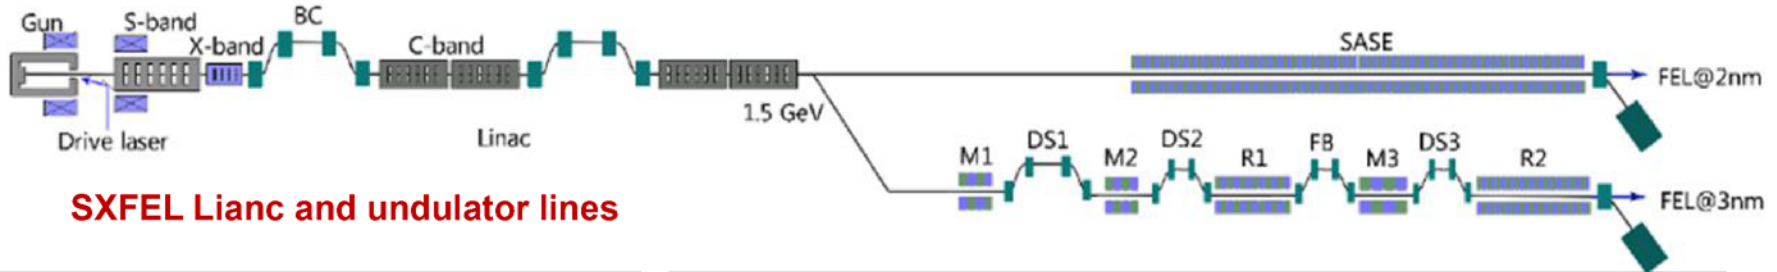 Gun
S-band
X-band
BC
C-band
Drive laser
Linac
1.5 GeV
SASE
FEL@2nm
M1
DS1
M2
DS2
R1
FB
M3
DS3
R2
FEL@3nm
SXFEL Lianc and undulator lines